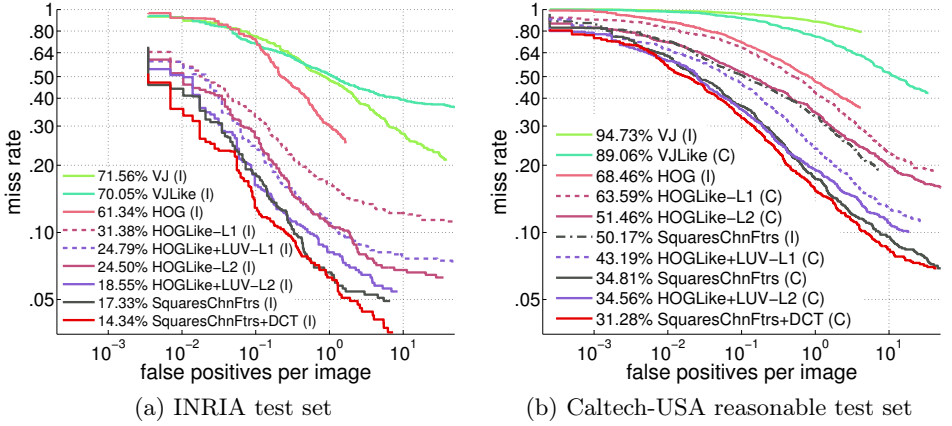 1
.80
.64
.50
.40
.30
.20
.10
.05
miss rate
71.56% VJ (I)
70.05% VJLike (I)
61.34% HOG (I)
31.38% HOGLike−L1 (I)
24.79% HOGLike+LUV−L1 (I)
24.50% HOGLike−L2 (I)
18.55% HOGLike+LUV−L2 (I)
17.33% SquaresChnFtrs (I)
14.34% SquaresChnFtrs+DCT (I)
10⁻³ 10⁻² 10⁻¹ 10⁰ 10¹
false positives per image
(a) INRIA test set
1
.80
.64
.50
.40
.30
.20
.10
.05
miss rate
94.73% VJ (I)
89.06% VJLike (C)
68.46% HOG (I)
63.59% HOGLike−L1 (C)
51.46% HOGLike−L2 (C)
50.17% SquaresChnFtrs (I)
43.19% HOGLike+LUV−L1 (C)
34.81% SquaresChnFtrs (C)
34.56% HOGLike+LUV−L2 (C)
31.28% SquaresChnFtrs+DCT (C)
10⁻³ 10⁻² 10⁻¹ 10⁰ 10¹
false positives per image
(b) Caltech-USA reasonable test set